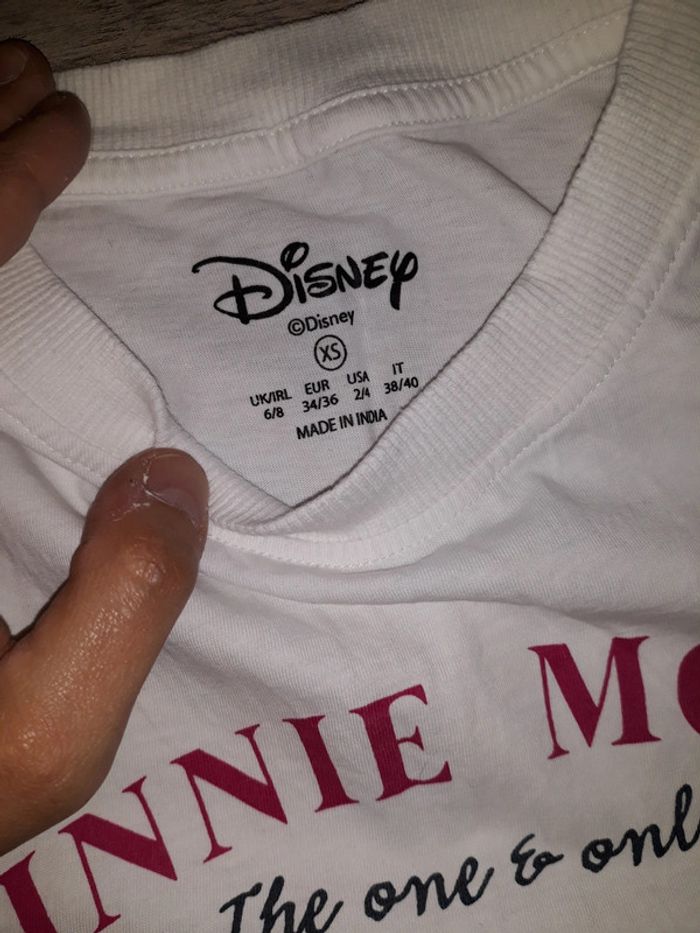 Disney
©Disney
XS
UK/IRL EUR USA IT
6/8 34/36 2/4 38/40
MADE IN INDIA
INNIE MO
The one & onl